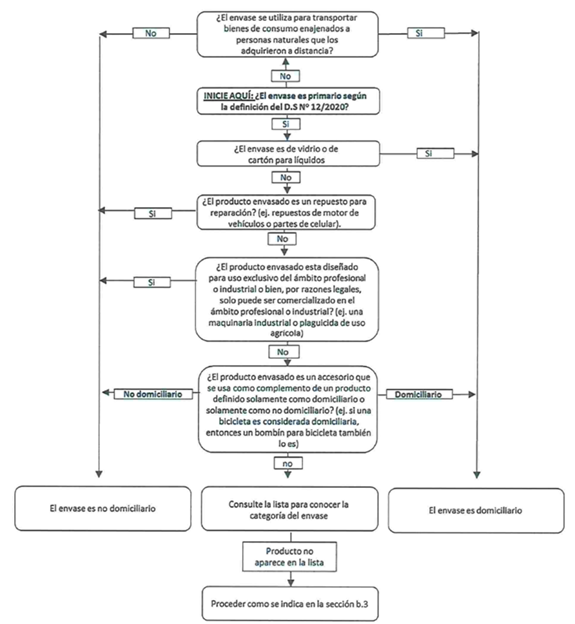 ¿El envase se utiliza para transportar
bienes de consumo enajenados a
personas naturales que los
adquirieron a distancia?
No
Si
No
INICIE AQUÍ: ¿El envase es primario según
la definición del D.S Nº 12/2020?
Si
¿El envase es de vidrio o de
cartón para líquidos
Si
No
¿El producto envasado es un repuesto para
reparación? (ej. repuestos de motor de
vehículos o partes de celular).
Si
No
¿El producto envasado esta diseñado
para uso exclusivo del ámbito profesional
o industrial o bien, por razones legales,
solo puede ser comercializado en el
ámbito profesional o industrial? (ej. una
maquinaria industrial o plaguicida de uso
agrícola)
Si
No
¿El producto envasado es un accesorio que
se usa como complemento de un producto
definido solamente como domiciliario o
solamente como no domiciliario? (ej. si una
bicicleta es considerada domiciliaria,
entonces un bombín para bicicleta también
lo es)
No domiciliario
Domiciliario
no
El envase es no domiciliario
Consulte la lista para conocer la
categoría del envase
El envase es domiciliario
Producto no
aparece en la lista
Proceder como se indica en la sección b.3